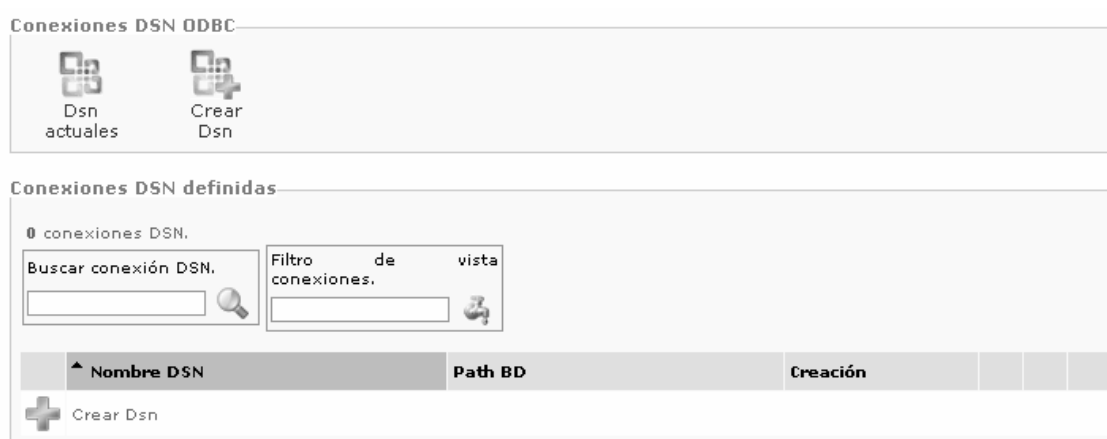 Conexiones DSN ODBC
Dsn
actuales
Crear
Dsn
Conexiones DSN definidas
0 conexiones DSN.
Buscar conexión DSN.
Filtro de vista
conexiones.
Nombre DSN Path BD Creación
Crear Dsn